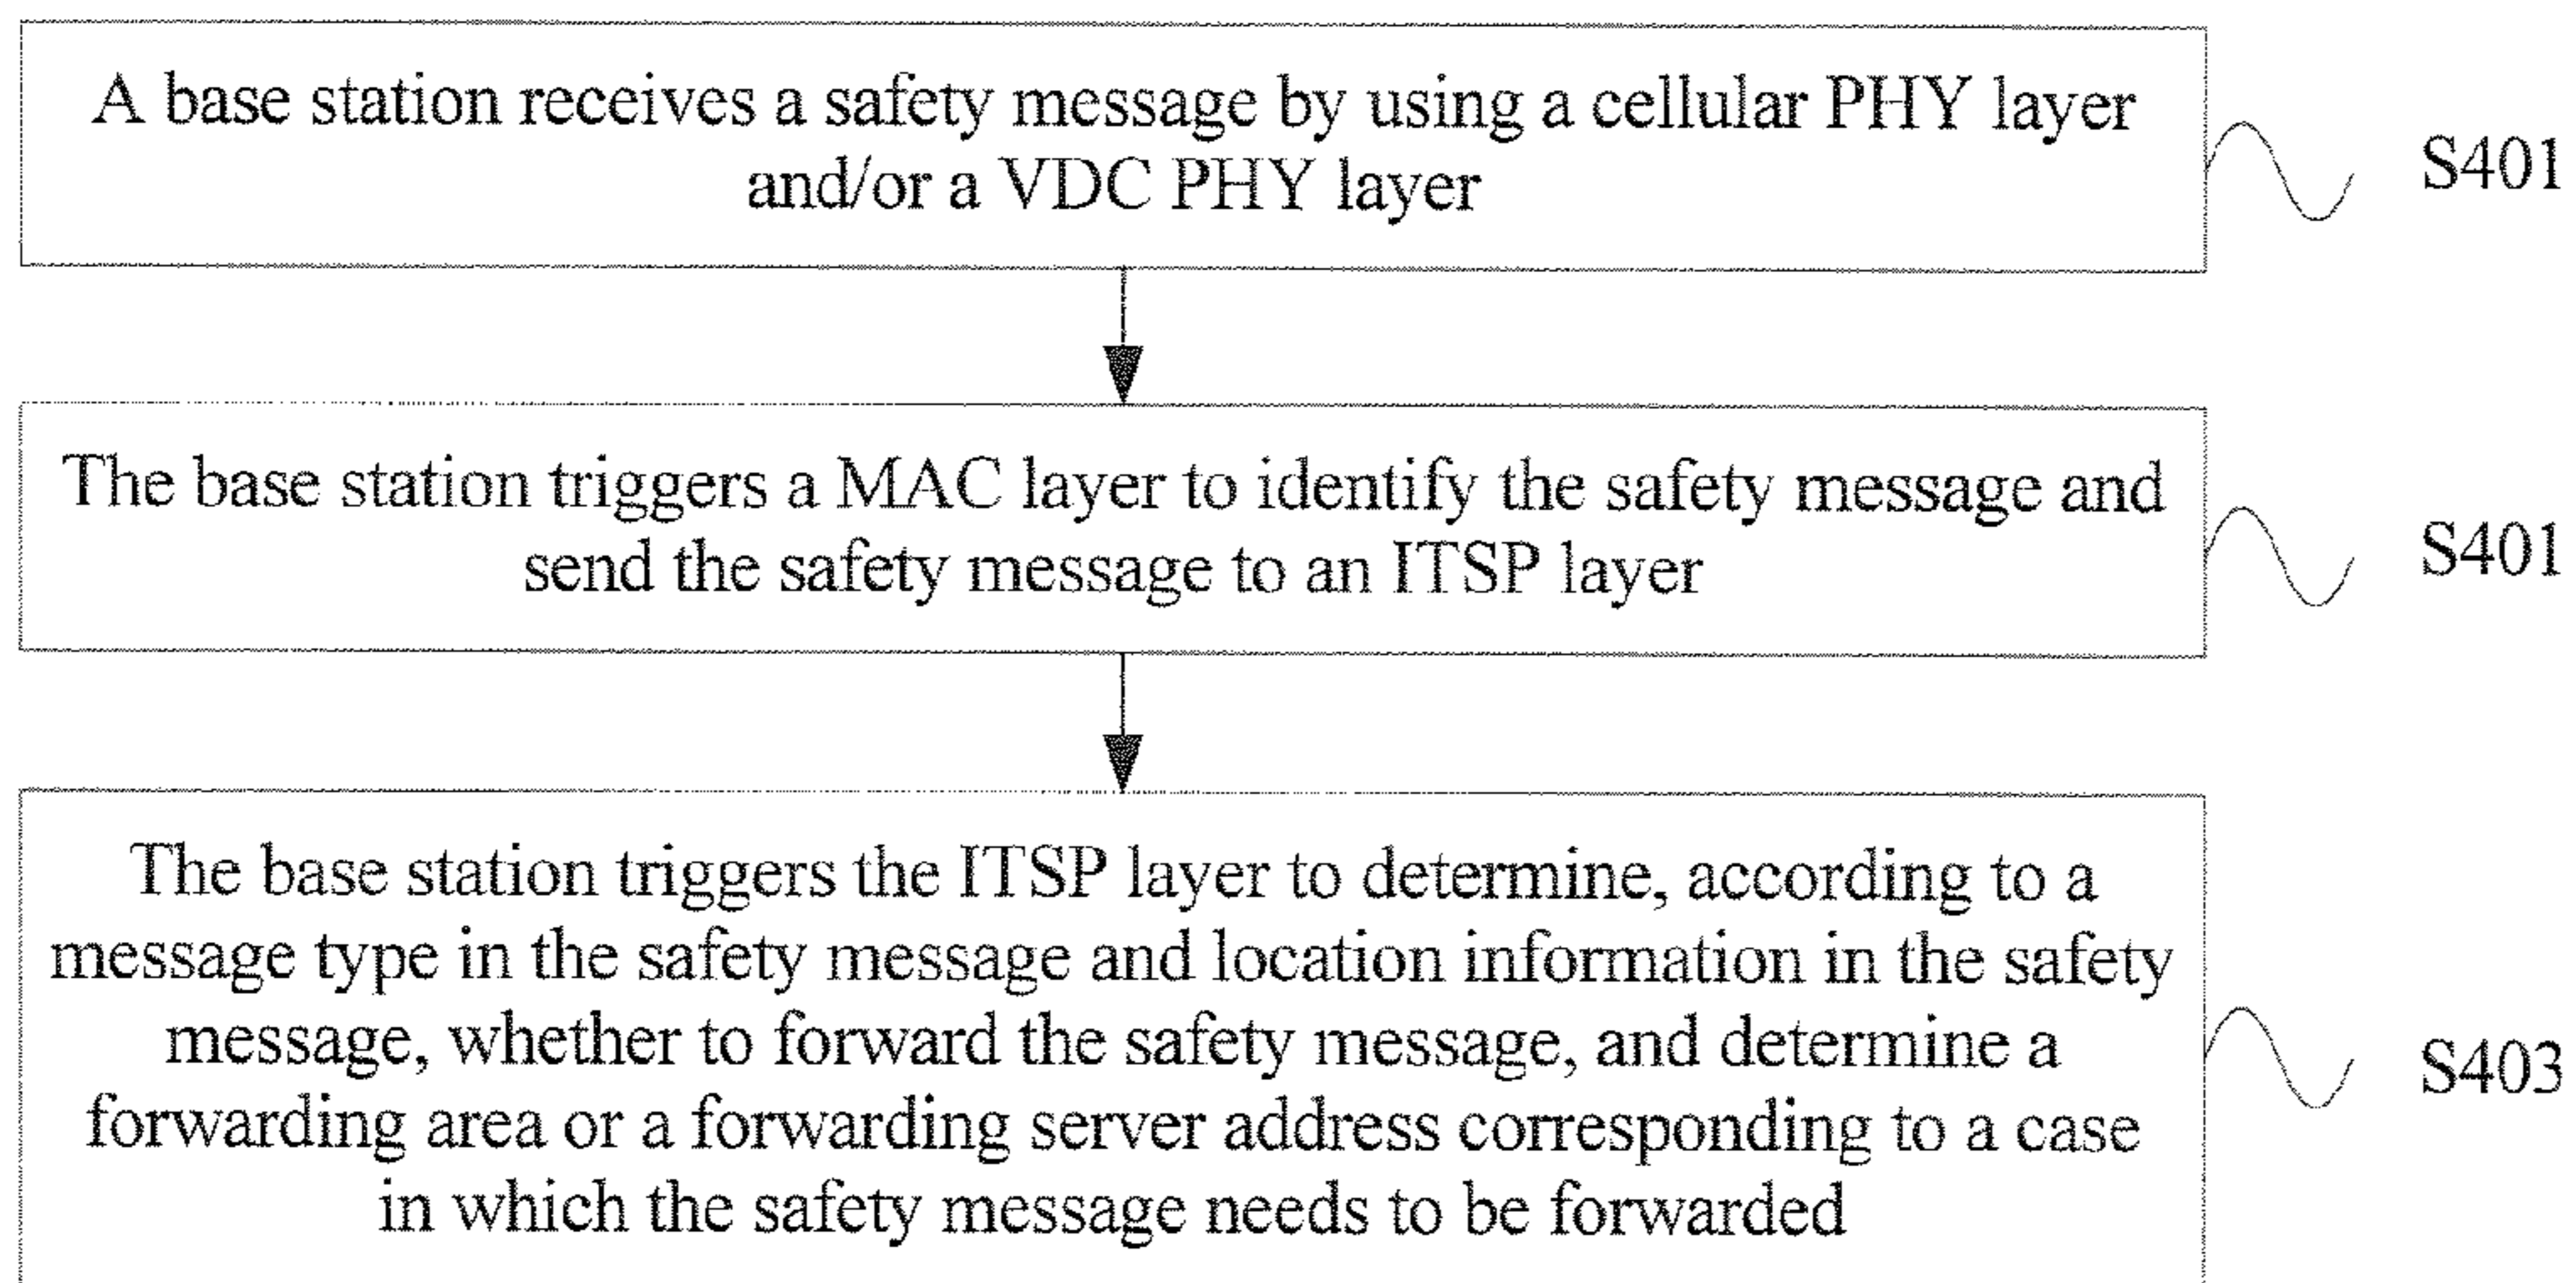 A base station receives a safety message by using a cellular PHY layer
and/or a VDC PHY layer
S401
The base station triggers a MAC layer to identify the safety message and
send the safety message to an ITSP layer
S401
The base station triggers the ITSP layer to determine, according to a
message type in the safety message and location information in the safety
message, whether to forward the safety message, and determine a
forwarding area or a forwarding server address corresponding to a case
in which the safety message needs to be forwarded
S403